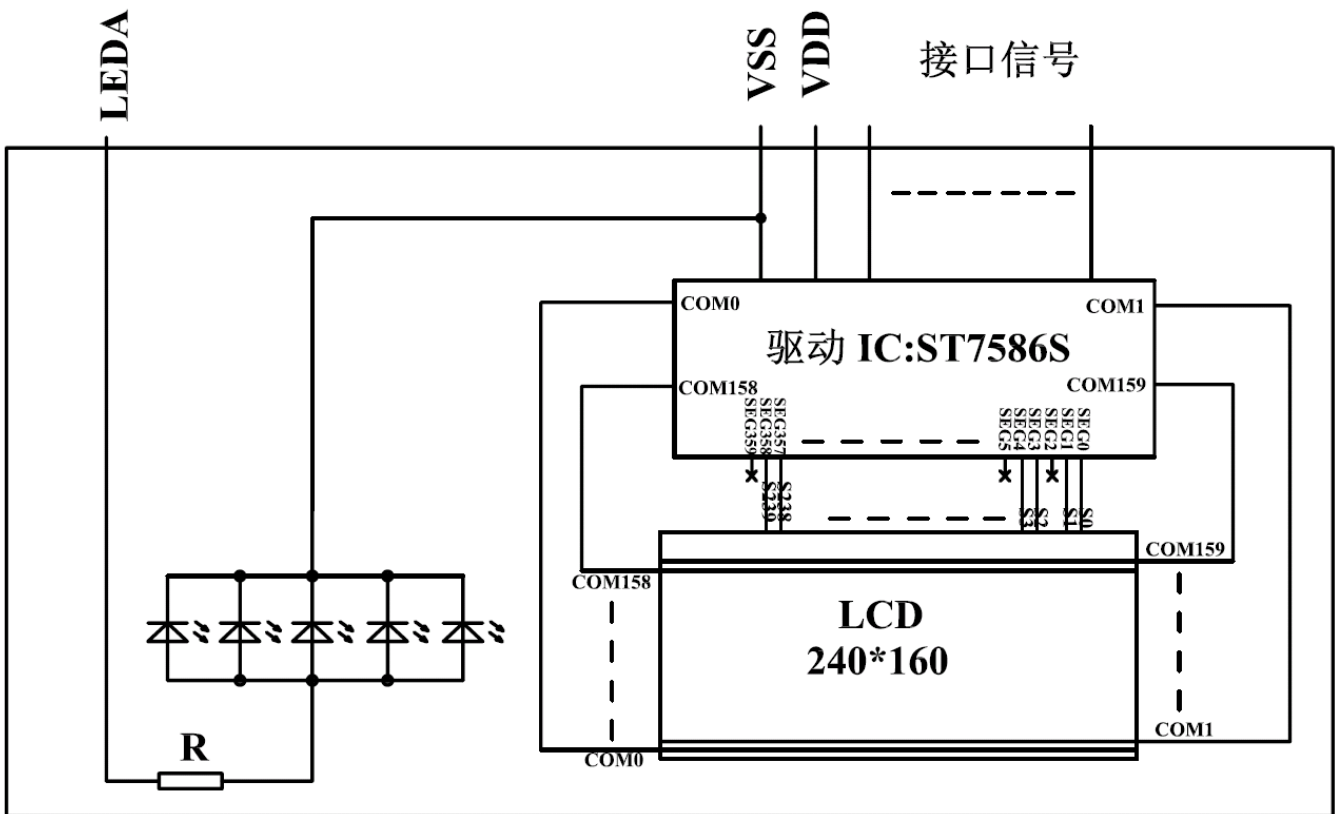 LEDA
VSS
VDD
接口信号
COM0
COM1
驱动 IC:ST7586S
COM158
COM159
SEG359
SEG358
SEG357
SEG5
SEG4
SEG3
SEG2
SEG1
SEG0
S239
S238
S3
S2
S1
S0
COM159
COM158
LCD
240*160
COM1
COM0
R